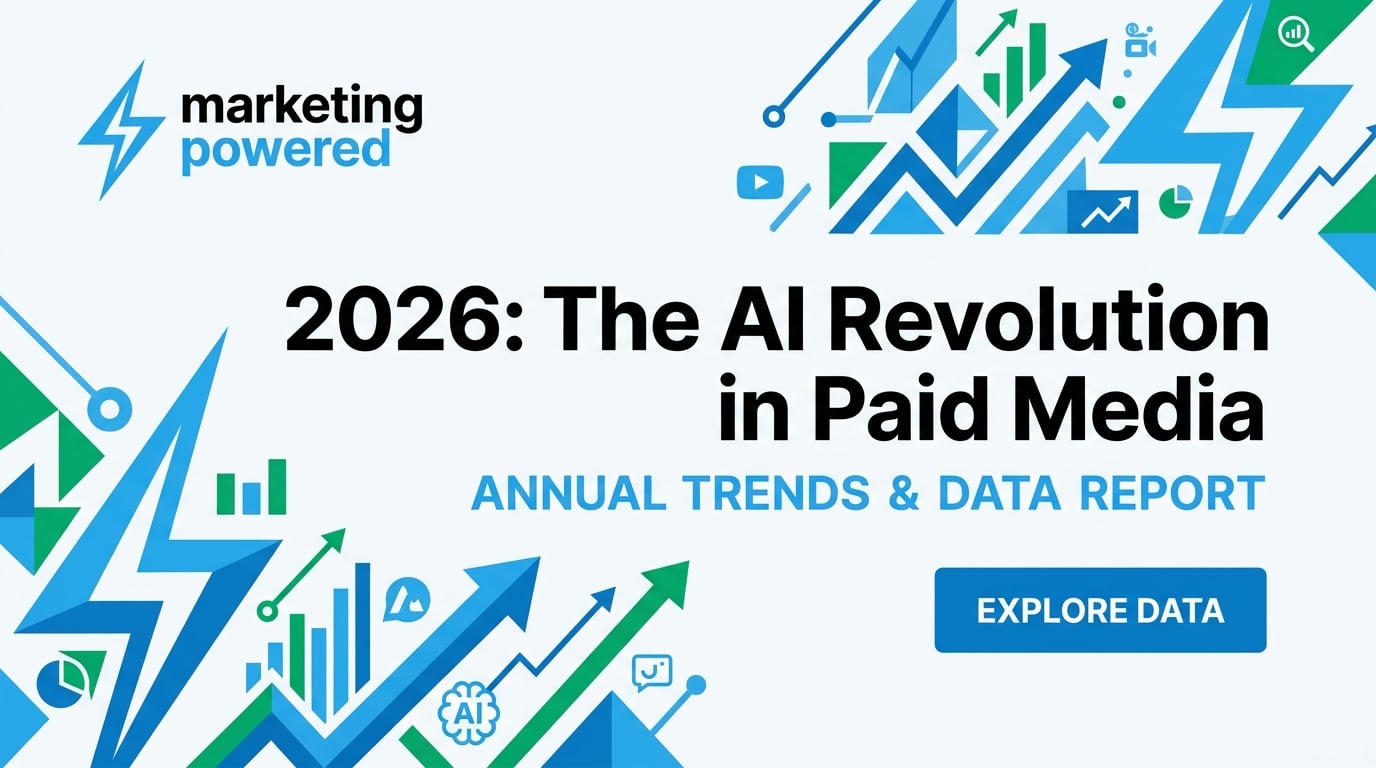 marketing
powered
2026: The AI Revolution
in Paid Media
ANNUAL TRENDS & DATA REPORT
EXPLORE DATA
AI